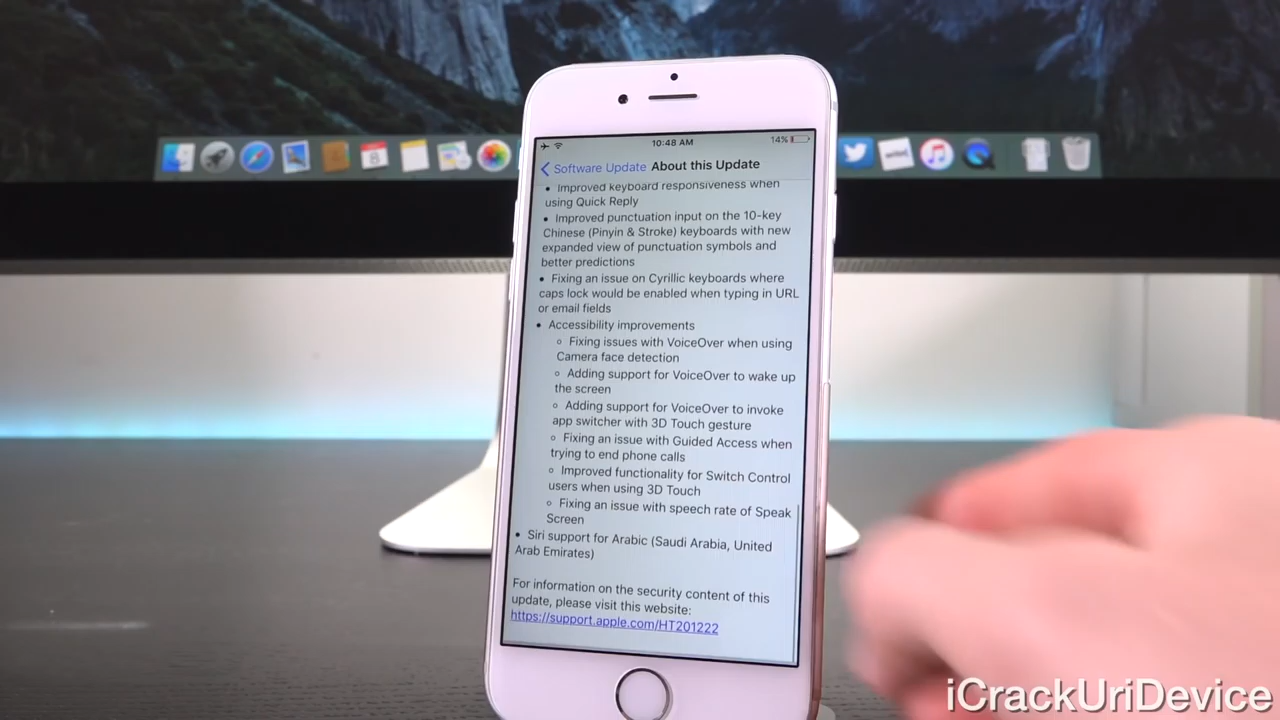 10:48 AM
14%
Software Update About this Update
• Improved keyboard responsiveness when
using Quick Reply
• Improved punctuation input on the 10-key
Chinese (Pinyin & Stroke) keyboards with new
expanded view of punctuation symbols and
better predictions
• Fixing an issue on Cyrillic keyboards where
caps lock would be enabled when typing in URL
or email fields
• Accessibility improvements
◦ Fixing issues with VoiceOver when using
Camera face detection
◦ Adding support for VoiceOver to wake up
the screen
◦ Adding support for VoiceOver to invoke
app switcher with 3D Touch gesture
◦ Fixing an issue with Guided Access when
trying to end phone calls
◦ Improved functionality for Switch Control
users when using 3D Touch
◦ Fixing an issue with speech rate of Speak
Screen
• Siri support for Arabic (Saudi Arabia, United
Arab Emirates)
For information on the security content of this
update, please visit this website:
https://support.apple.com/HT201222
8
iCrackUriDevice